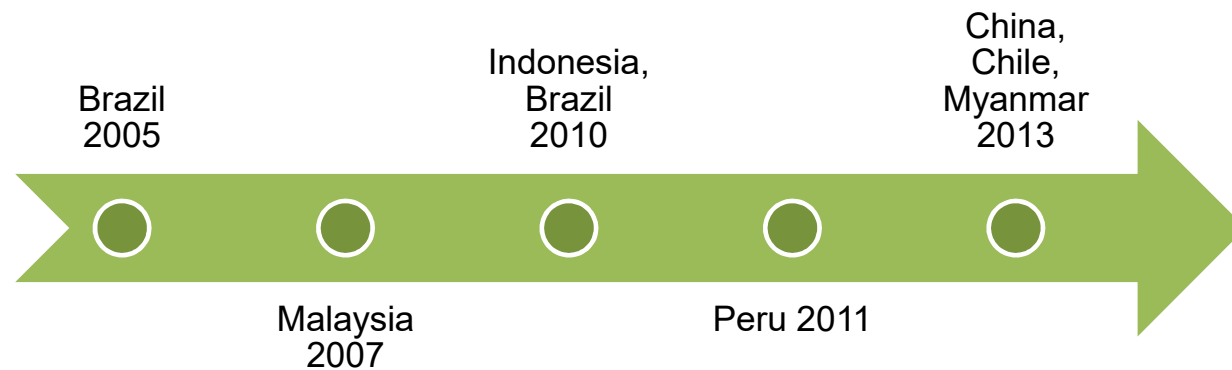 Brazil
2005
Malaysia
2007
Indonesia,
Brazil
2010
Peru 2011
China,
Chile,
Myanmar
2013